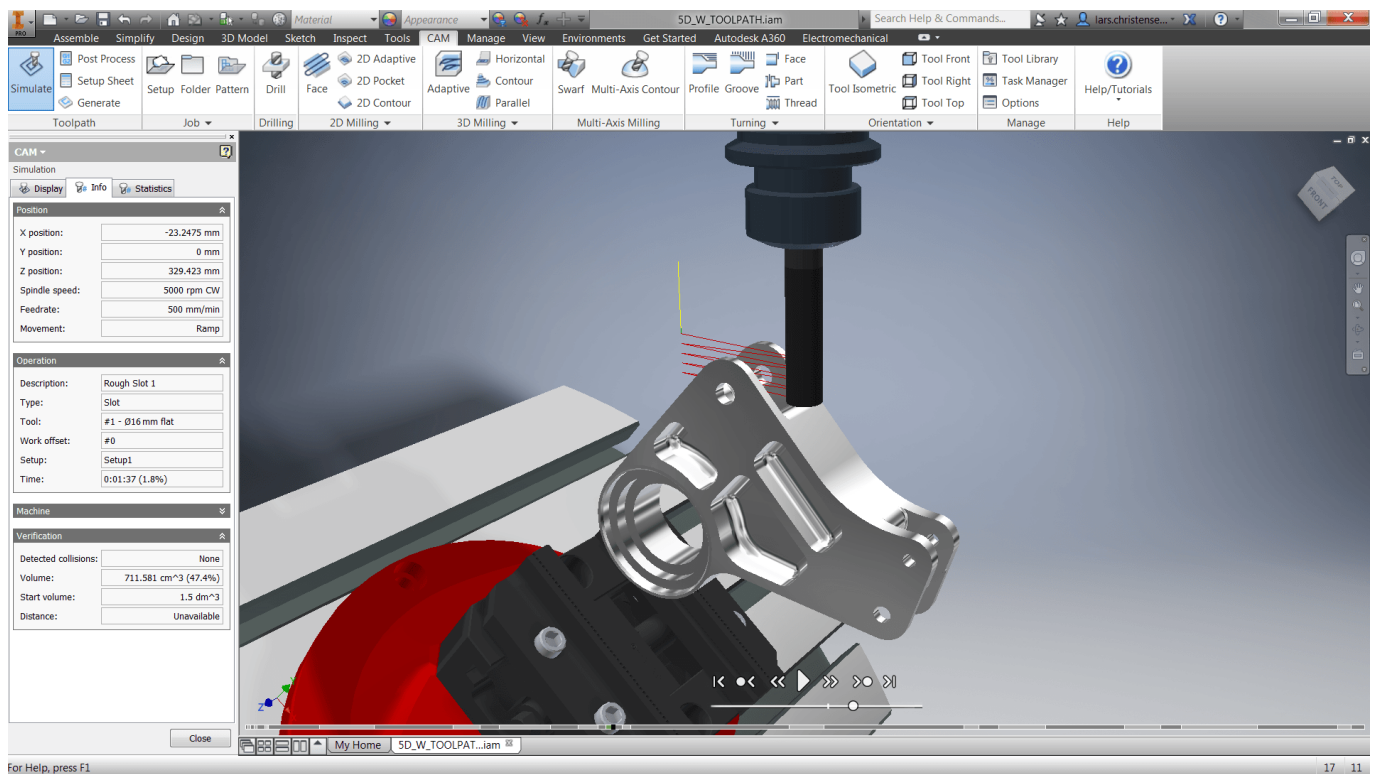 PRO
Material
Appearance
5D_W_TOOLPATH.iam
Search Help & Commands...
lars.christense...
Assemble Simplify Design 3D Model Sketch Inspect Tools CAM Manage View Environments Get Started Autodesk A360 Electromechanical
Simulate
Post Process
Setup Sheet
Generate
Toolpath
Setup Folder Pattern
Job
Drill
Drilling
Face
2D Adaptive
2D Pocket
2D Contour
2D Milling
Adaptive
Horizontal
Contour
Parallel
3D Milling
Swarf Multi-Axis Contour
Multi-Axis Milling
Profile Groove
Face
Part
Thread
Turning
Tool Isometric
Tool Front
Tool Right
Tool Top
Orientation
Tool Library
Task Manager
Options
Manage
Help/Tutorials
Help
CAM
Simulation
Display Info Statistics
Position
X position: -23.2475 mm
Y position: 0 mm
Z position: 329.423 mm
Spindle speed: 5000 rpm CW
Feedrate: 500 mm/min
Movement: Ramp
Operation
Description: Rough Slot 1
Type: Slot
Tool: #1 - Ø16 mm flat
Work offset: #0
Setup: Setup1
Time: 0:01:37 (1.8%)
Machine
Verification
Detected collisions: None
Volume: 711.581 cm^3 (47.4%)
Start volume: 1.5 dm^3
Distance: Unavailable
Close
TOP
FRONT
Z
My Home 5D_W_TOOLPAT...iam
For Help, press F1
17 11